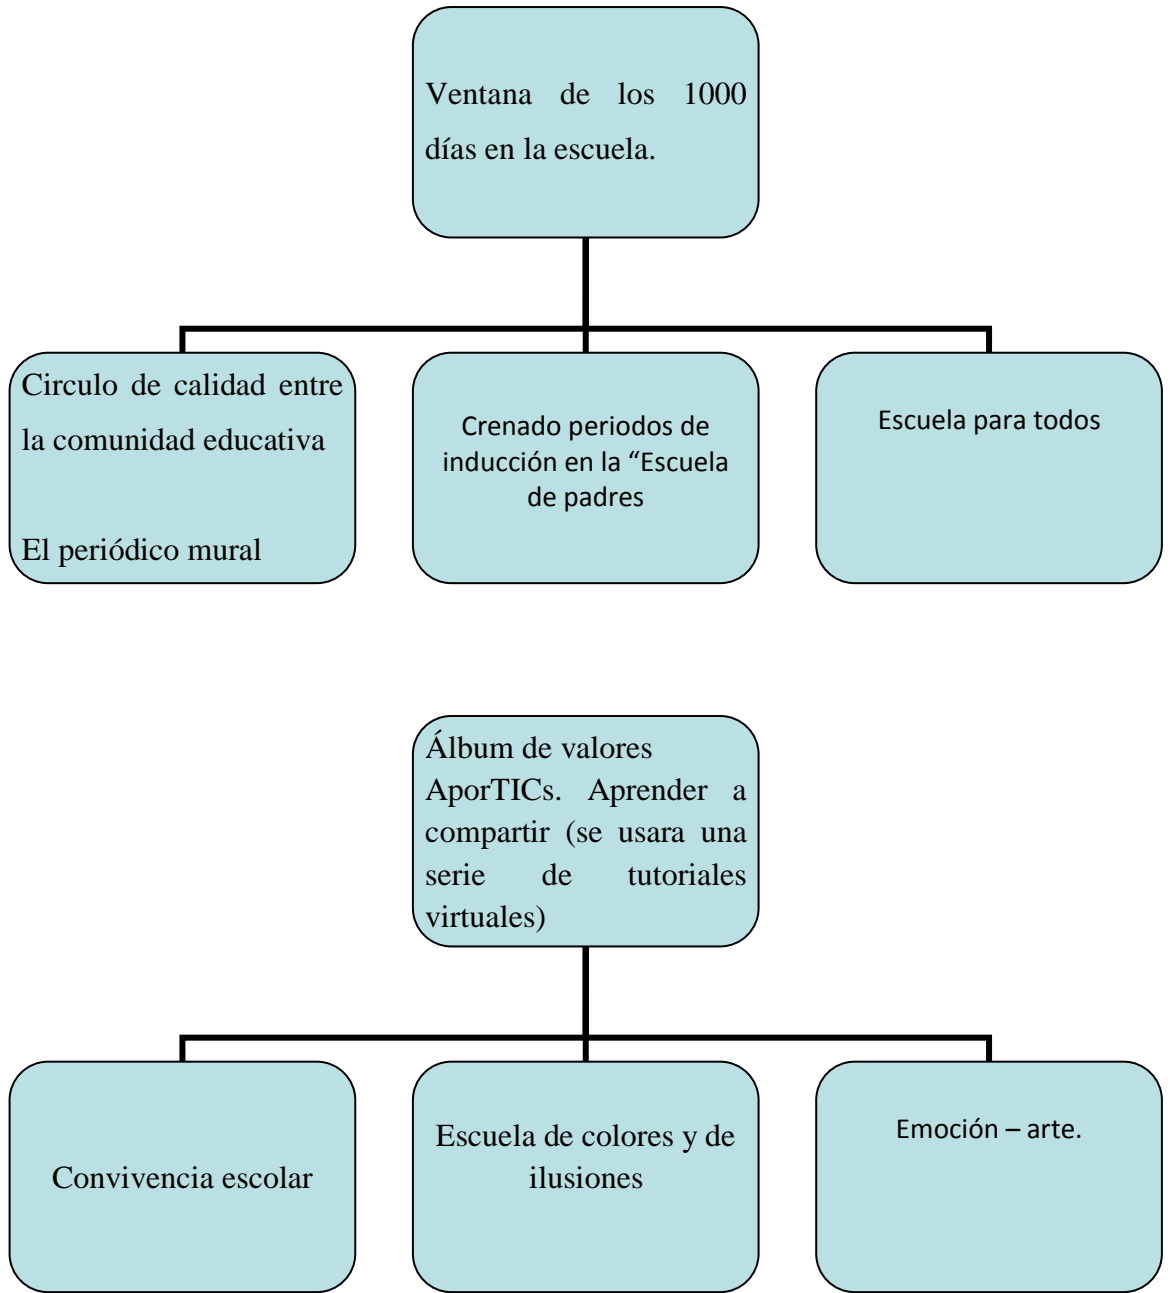 Ventana de los 1000
días en la escuela.
Circulo de calidad entre
la comunidad educativa
El periódico mural
Crenado periodos de
inducción en la “Escuela
de padres
Escuela para todos
Álbum de valores
AporTICs. Aprender a
compartir (se usara una
serie de tutoriales
virtuales)
Convivencia escolar
Escuela de colores y de
ilusiones
Emoción – arte.